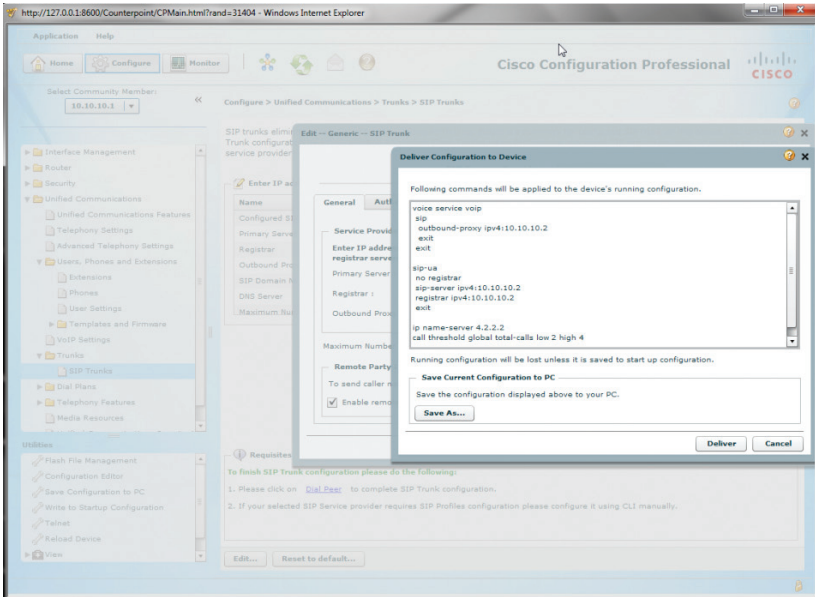 http://127.0.0.1:8600/Counterpoint/CPMain.html?rand=31404 - Windows Internet Explorer
Application Help
Home Configure Monitor
Cisco Configuration Professional
CISCO
Select Community Member:
10.10.10.1
Configure > Unified Communications > Trunks > SIP Trunks
Interface Management
Router
Security
Unified Communications
Unified Communications Features
Telephony Settings
Advanced Telephony Settings
Users, Phones and Extensions
Extensions
Phones
User Settings
Templates and Firmware
VoIP Settings
Trunks
SIP Trunks
Dial Plans
Telephony Features
Media Resources
Utilities
Flash File Management
Configuration Editor
Save Configuration to PC
Write to Startup Configuration
Telnet
Reload Device
View
SIP trunks elimin
Trunk configurat
service provider
Enter IP ad
Name
Configured SI
Primary Serve
Registrar
Outbound Pro
SIP Domain N
DNS Server
Maximum Nu
Requisites
To finish SIP Trunk configuration please do the following:
1. Please click on Dial Peer to complete SIP Trunk configuration.
2. If your selected SIP Service provider requires SIP Profiles configuration please configure it using CLI manually.
Edit... Reset to default...
Edit -- Generic -- SIP Trunk
General Auth
Service Provid
Enter IP addre
registrar serve
Primary Server
Registrar :
Outbound Prox
Maximum Numbe
Remote Party
To send caller n
Enable remo
Deliver Configuration to Device
Following commands will be applied to the device's running configuration.
voice service voip
sip
outbound-proxy ipv4:10.10.10.2
exit
exit
sip-ua
no registrar
sip-server ipv4:10.10.10.2
registrar ipv4:10.10.10.2
exit
ip name-server 4.2.2.2
call threshold global total-calls low 2 high 4
Running configuration will be lost unless it is saved to start up configuration.
Save Current Configuration to PC
Save the configuration displayed above to your PC.
Save As...
Deliver Cancel